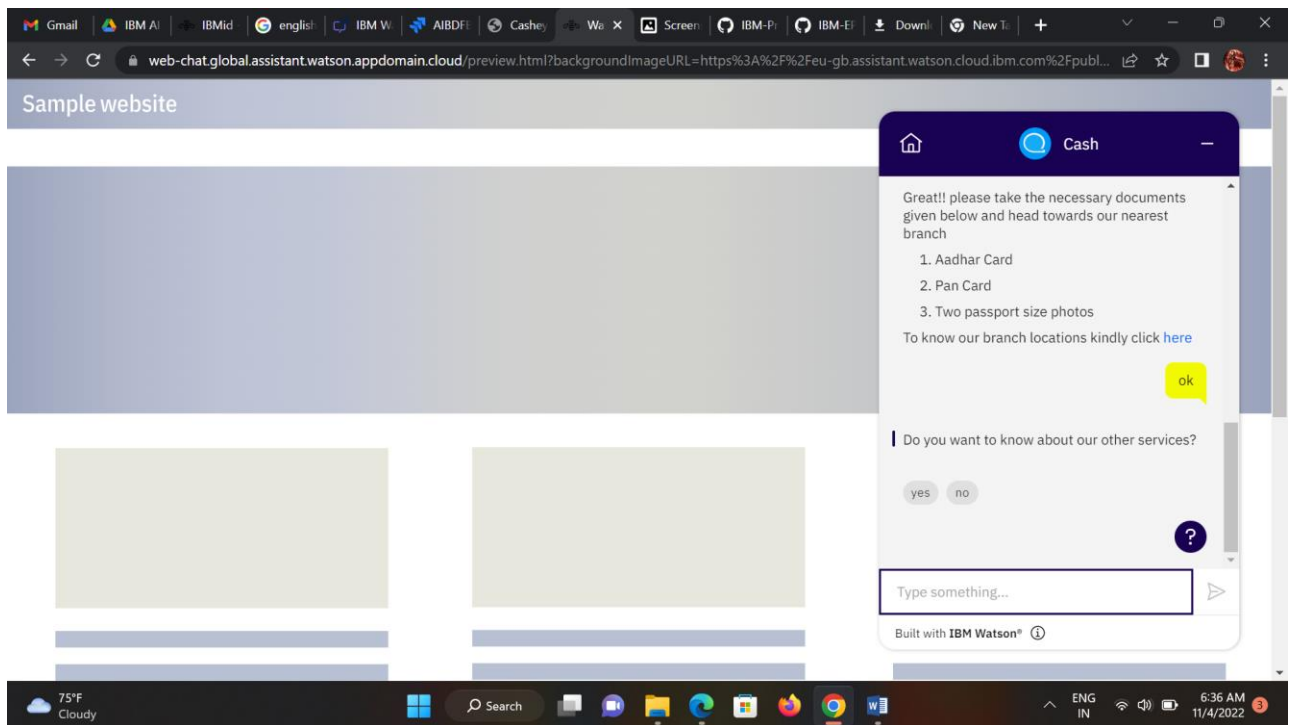 Gmail
IBM AI
IBMid
english
IBM W
AIBDFE
Cashey
Wa
Screen
IBM-Pr
IBM-EF
Downl
New Ta
web-chat.global.assistant.watson.appdomain.cloud/preview.html?backgroundImageURL=https%3A%2F%2Feu-gb.assistant.watson.cloud.ibm.com%2Fpubl...
Sample website
Cash
Great!! please take the necessary documents
given below and head towards our nearest
branch
1. Aadhar Card
2. Pan Card
3. Two passport size photos
To know our branch locations kindly click here
ok
Do you want to know about our other services?
yes no
?
Type something...
Built with IBM Watson®
75°F
Cloudy
Search
ENG
IN
6:36 AM
11/4/2022
3